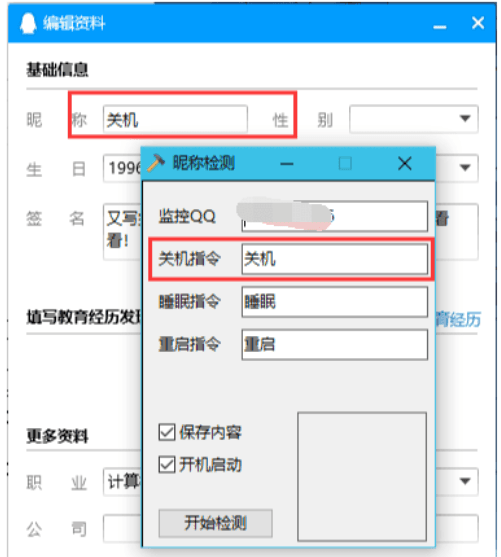 编辑资料
基础信息
昵 称 关机 性 别
昵称检测
生 日 1996
监控QQ
签 名 又写 看
看!
关机指令 关机
睡眠指令 睡眠
填写教育经历发现 育经历
重启指令 重启
保存内容
更多资料
开机启动
职 业 计算
开始检测
公 司